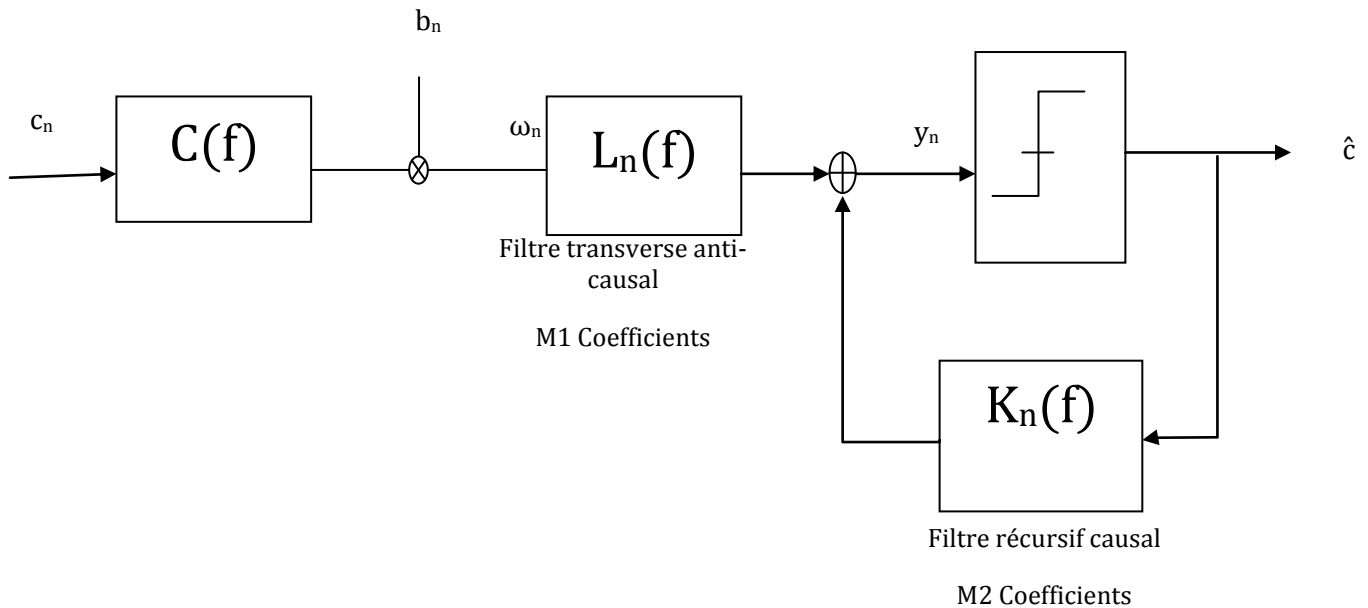 bₙ
cₙ
C(f)
ωₙ
Lₙ(f)
yₙ
ĉ
Filtre transverse anti-
causal
M1 Coefficients
Kₙ(f)
Filtre récursif causal
M2 Coefficients